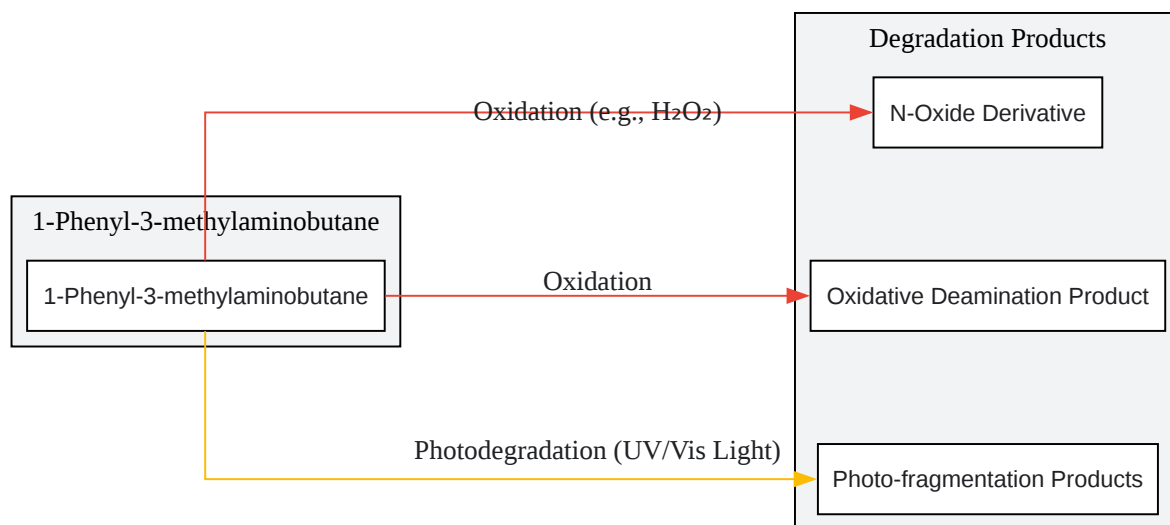 Degradation Products
Oxidation (e.g., H₂O₂)
N-Oxide Derivative
1-Phenyl-3-methylaminobutane
1-Phenyl-3-methylaminobutane
Oxidation
Oxidative Deamination Product
Photodegradation (UV/Vis Light)
Photo-fragmentation Products